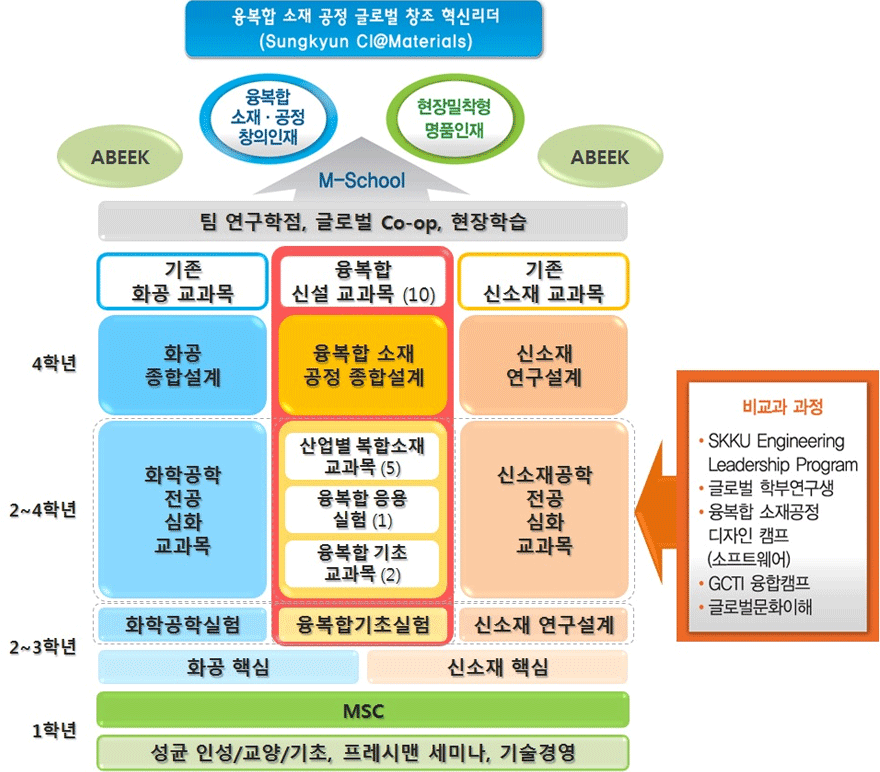 융복합 소재 공정 글로벌 창조 혁신리더
(Sungkyun CI@Materials)
융복합
소재·공정
창의인재
현장밀착형
명품인재
ABEEK
ABEEK
M-School
팀 연구학점, 글로벌 Co-op, 현장학습
기존
화공 교과목
융복합
신설 교과목 (10)
기존
신소재 교과목
4학년
화공
종합설계
융복합 소재
공정 종합설계
신소재
연구설계
2~4학년
화학공학
전공
심화
교과목
산업별 복합소재
교과목 (5)
융복합 응용
실험 (1)
융복합 기초
교과목 (2)
신소재공학
전공
심화
교과목
비교과 과정
• SKKU Engineering
Leadership Program
• 글로벌 학부연구생
• 융복합 소재공정
디자인 캠프
(소프트웨어)
• GCTI 융합캠프
• 글로벌문화이해
2~3학년
화학공학실험
융복합기초실험
신소재 연구설계
화공 핵심
신소재 핵심
1학년
MSC
성균 인성/교양/기초, 프레시맨 세미나, 기술경영